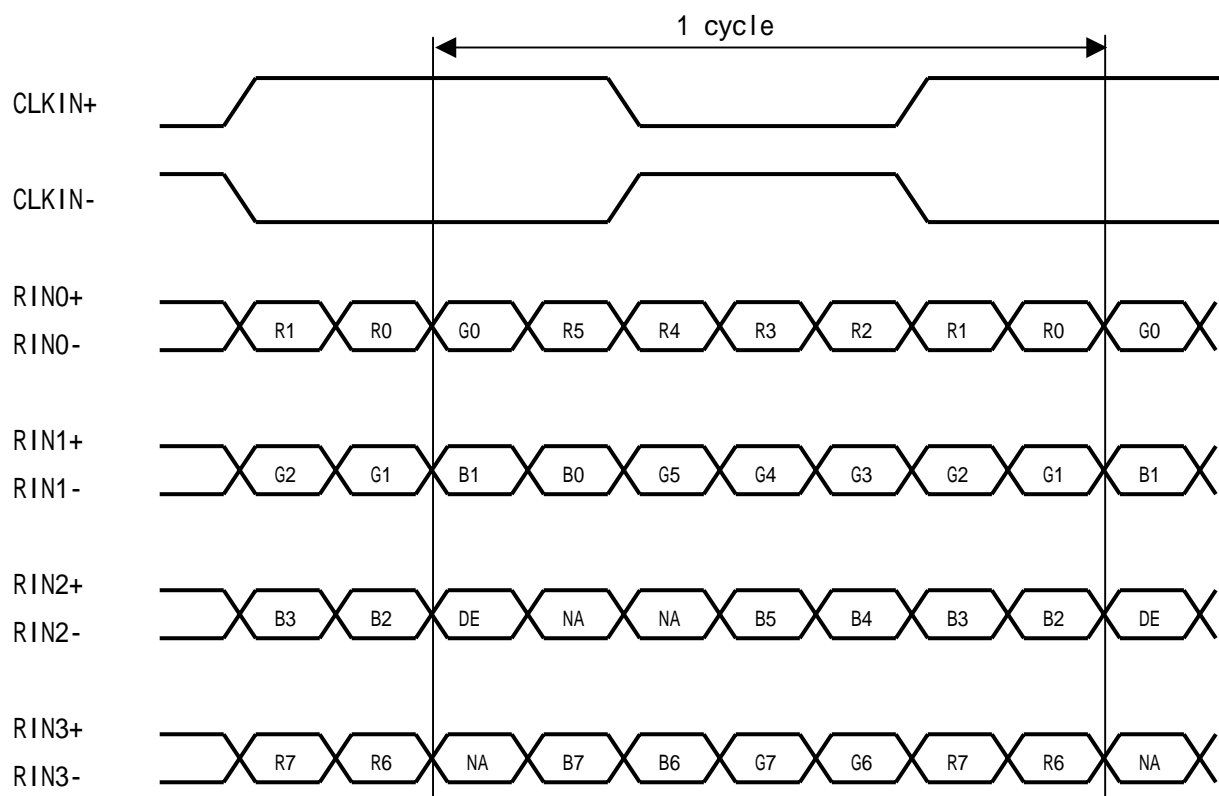 1 cycle
CLKIN+
CLKIN-
RIN0+
RIN0-
R1 R0 G0 R5 R4 R3 R2 R1 R0 G0
RIN1+
RIN1-
G2 G1 B1 B0 G5 G4 G3 G2 G1 B1
RIN2+
RIN2-
B3 B2 DE NA NA B5 B4 B3 B2 DE
RIN3+
RIN3-
R7 R6 NA B7 B6 G7 G6 R7 R6 NA